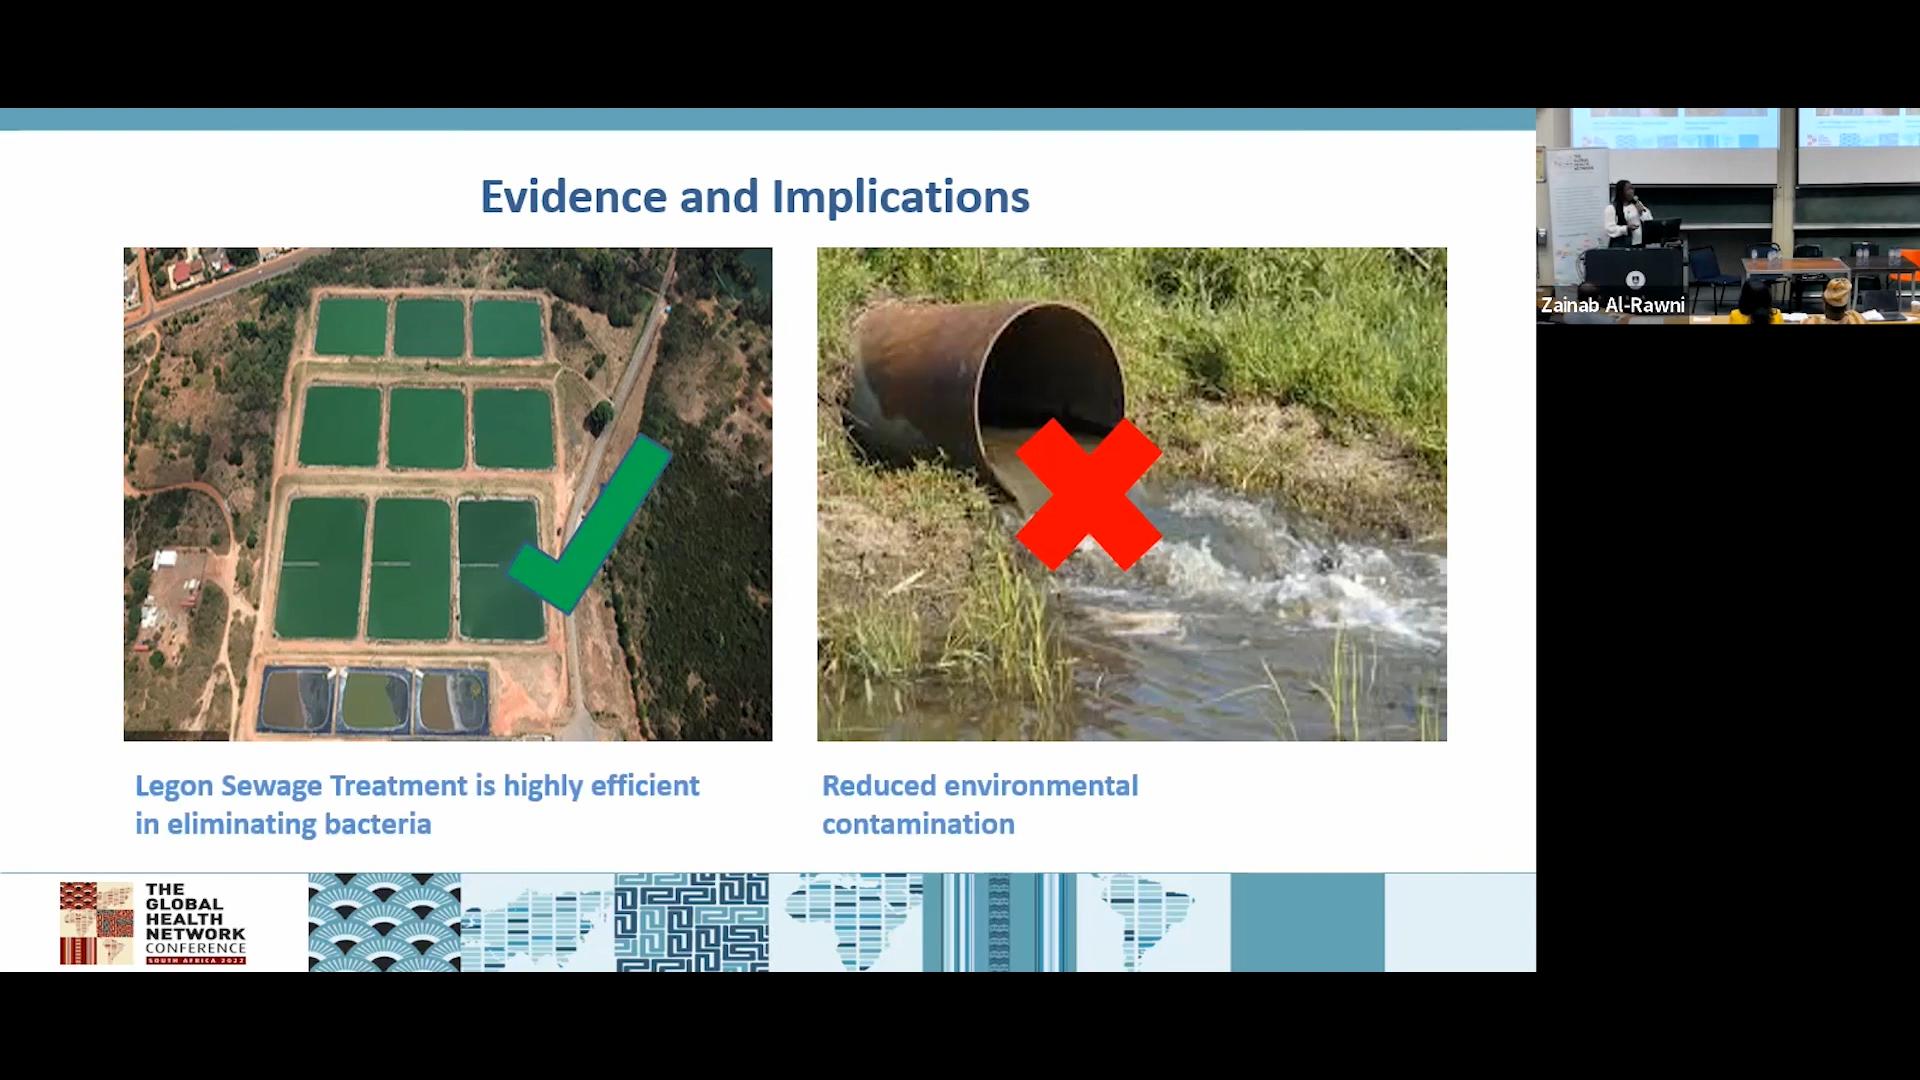 Evidence and Implications
Legon Sewage Treatment is highly efficient
in eliminating bacteria
Reduced environmental
contamination
THE
GLOBAL
HEALTH
NETWORK
CONFERENCE
SOUTH AFRICA 2022
Zainab Al-Rawni